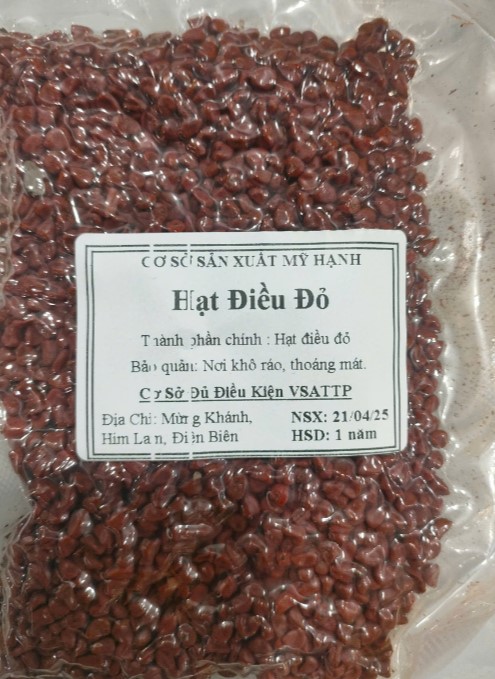 CƠ SỞ SẢN XUẤT MỸ HẠNH
Hạt Điều Đỏ
Thành phần chính : Hạt điều đỏ
Bảo quản: Nơi khô ráo, thoáng mát.
Cơ Sở Đủ Điều Kiện VSATTP
Địa Chỉ: Mừng Khánh,
Him Lam, Điện Biên
NSX: 21/04/25
HSD: 1 năm